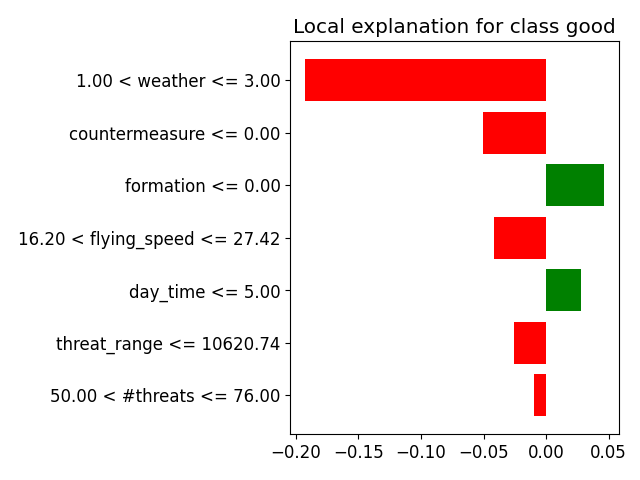 Local explanation for class good
1.00 < weather <= 3.00
countermeasure <= 0.00
formation <= 0.00
16.20 < flying_speed <= 27.42
day_time <= 5.00
threat_range <= 10620.74
50.00 < #threats <= 76.00
−0.20 −0.15 −0.10 −0.05 0.00 0.05